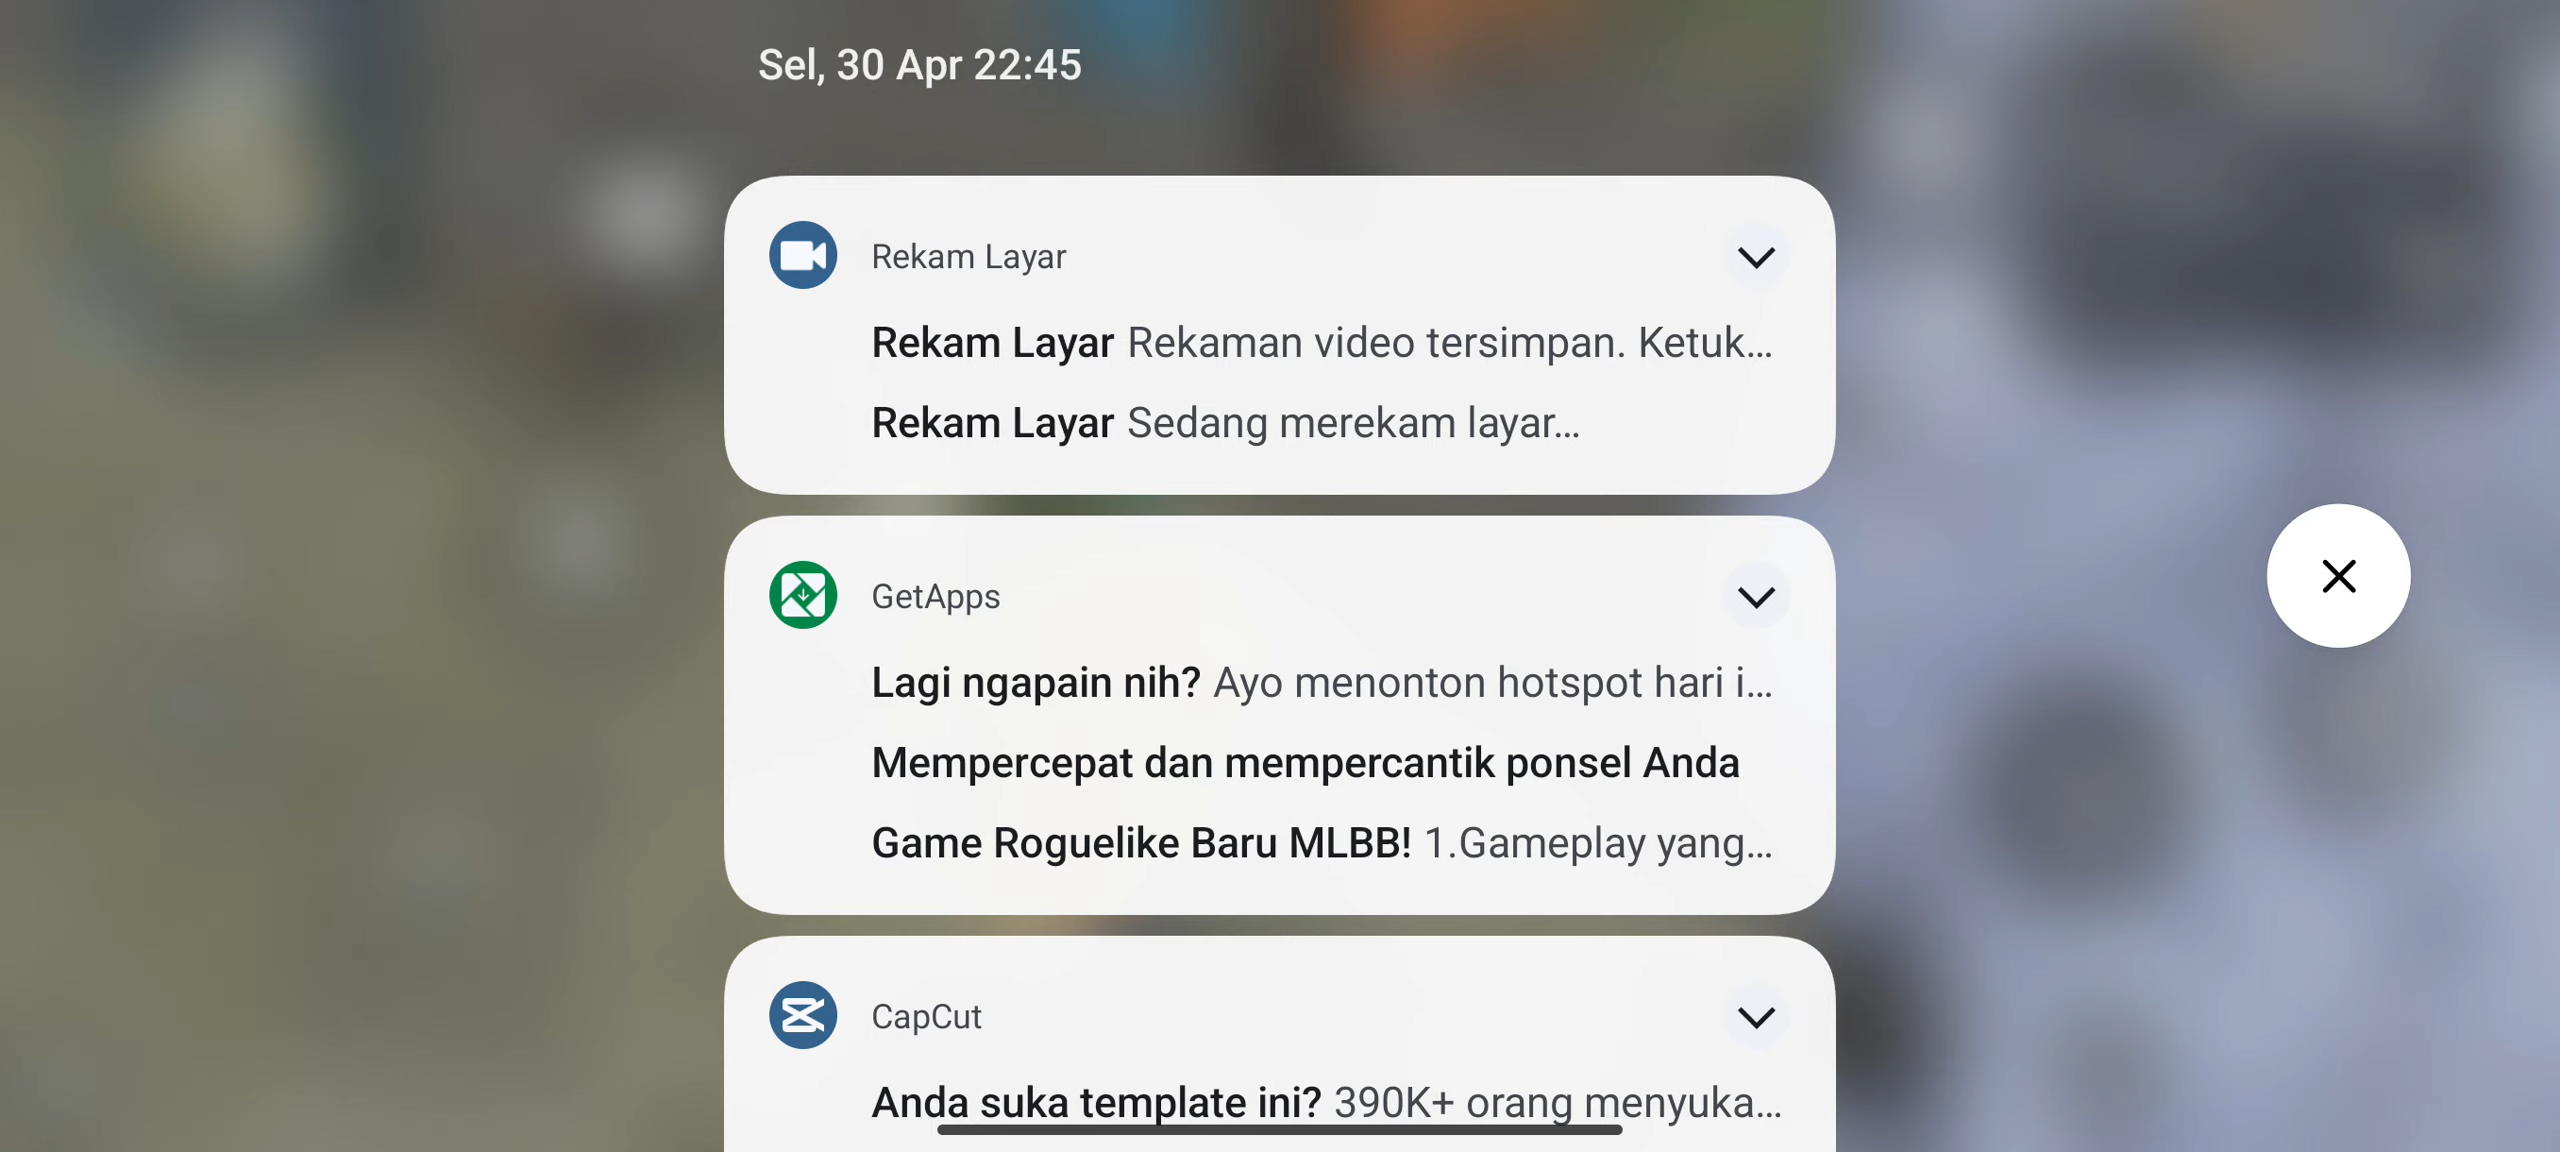 Sel, 30 Apr 22:45
Rekam Layar
Rekam Layar Rekaman video tersimpan. Ketuk...
Rekam Layar Sedang merekam layar...
GetApps
Lagi ngapain nih? Ayo menonton hotspot hari i...
Mempercepat dan mempercantik ponsel Anda
Game Roguelike Baru MLBB! 1.Gameplay yang...
CapCut
Anda suka template ini? 390K+ orang menyuka...